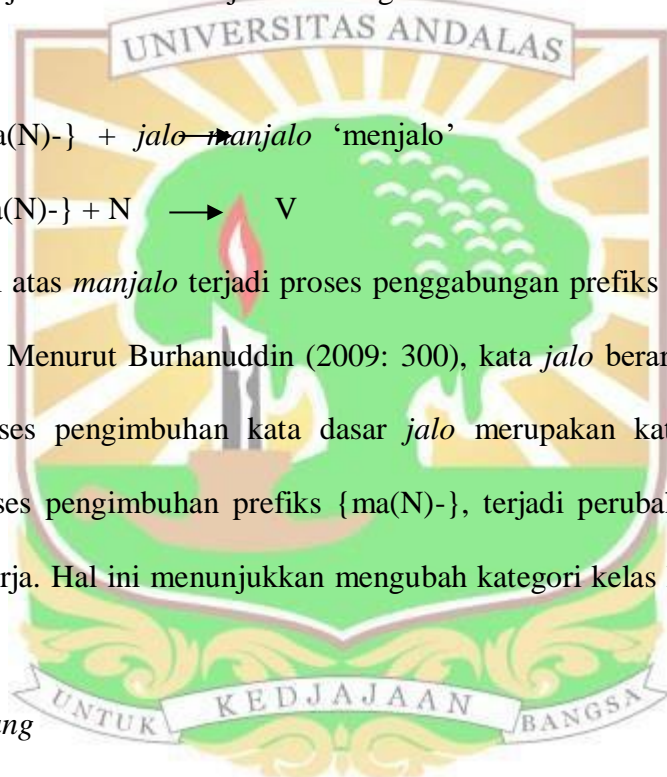 UNIVERSITAS ANDALAS
a(N)-} + jalo manjalo ‘menjalo’
a(N)-} + N → V
atas manjalo terjadi proses penggabungan prefiks
Menurut Burhanuddin (2009: 300), kata jalo berar
ses pengimbuhan kata dasar jalo merupakan kat
ses pengimbuhan prefiks {ma(N)-}, terjadi perubal
rja. Hal ini menunjukkan mengubah kategori kelas
UNTUK KEDJAJAAN BANGSA
ang